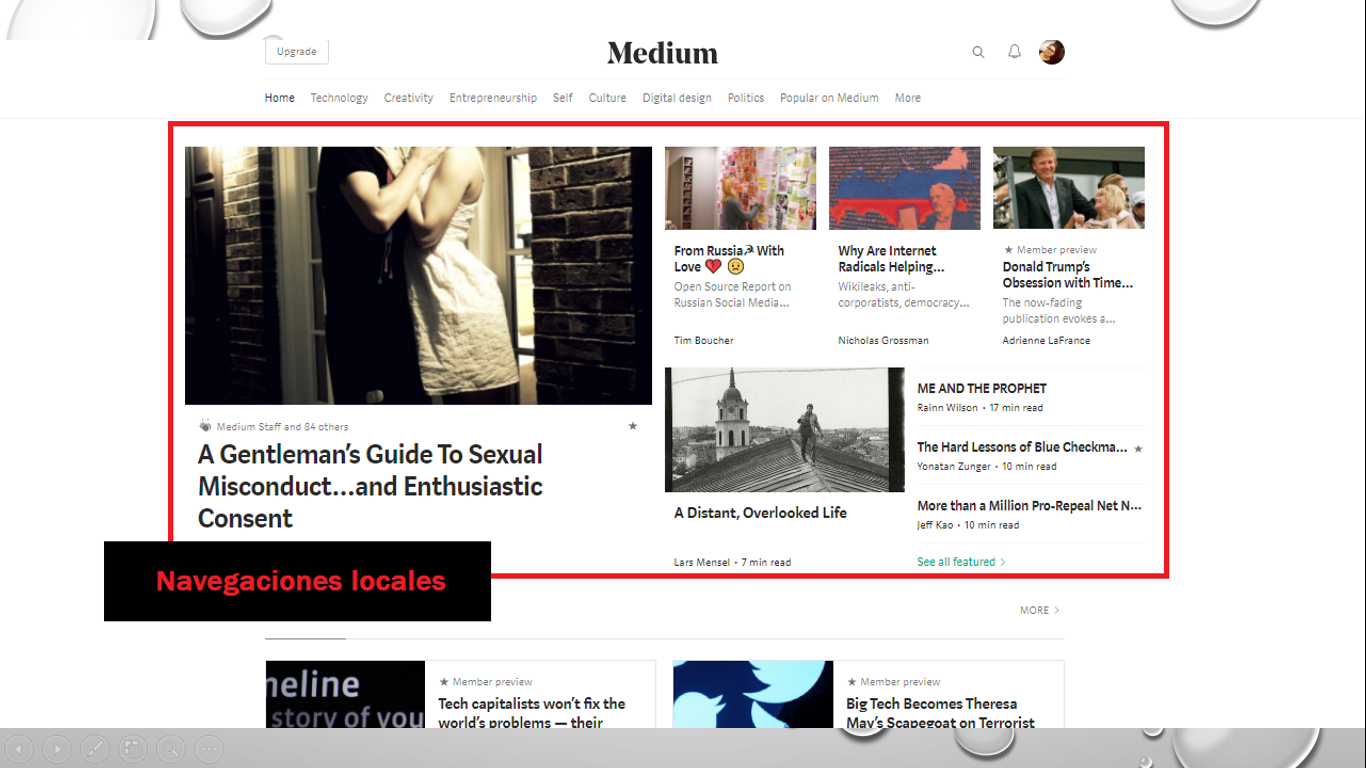 Upgrade
Medium
Home Technology Creativity Entrepreneurship Self Culture Digital design Politics Popular on Medium More
Medium Staff and 84 others
A Gentleman's Guide To Sexual
Misconduct…and Enthusiastic
Consent
From Russia☭ With
Love 💔 😟
Open Source Report on
Russian Social Media…
Tim Boucher
Why Are Internet
Radicals Helping…
Wikileaks, anti-
corporatists, democracy…
Nicholas Grossman
★ Member preview
Donald Trump's
Obsession with Time…
The now-fading
publication evokes a…
Adrienne LaFrance
A Distant, Overlooked Life
Lars Mensel • 7 min read
ME AND THE PROPHET
Rainn Wilson • 17 min read
The Hard Lessons of Blue Checkma… ★
Yonatan Zunger • 10 min read
More than a Million Pro-Repeal Net N…
Jeff Kao • 10 min read
See all featured >
Navegaciones locales
MORE >
neline
story of you
★ Member preview
Tech capitalists won't fix the
world's problems — their
★ Member preview
Big Tech Becomes Theresa
May's Scapegoat on Terrorist